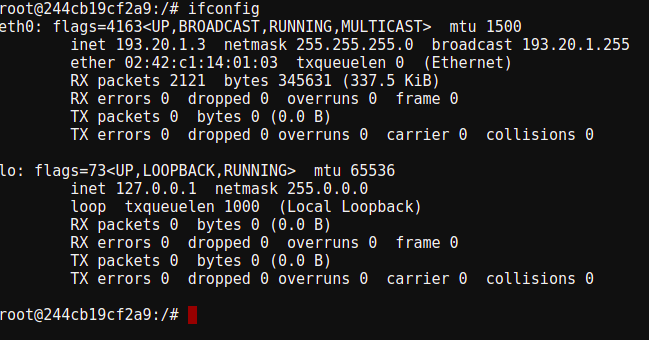 root@244cb19cf2a9:/# ifconfig
eth0: flags=4163<UP,BROADCAST,RUNNING,MULTICAST>  mtu 1500
        inet 193.20.1.3  netmask 255.255.255.0  broadcast 193.20.1.255
        ether 02:42:c1:14:01:03  txqueuelen 0  (Ethernet)
        RX packets 2121  bytes 345631 (337.5 KiB)
        RX errors 0  dropped 0  overruns 0  frame 0
        TX packets 0  bytes 0 (0.0 B)
        TX errors 0  dropped 0 overruns 0  carrier 0  collisions 0

lo: flags=73<UP,LOOPBACK,RUNNING>  mtu 65536
        inet 127.0.0.1  netmask 255.0.0.0
        loop  txqueuelen 1000  (Local Loopback)
        RX packets 0  bytes 0 (0.0 B)
        RX errors 0  dropped 0  overruns 0  frame 0
        TX packets 0  bytes 0 (0.0 B)
        TX errors 0  dropped 0 overruns 0  carrier 0  collisions 0

root@244cb19cf2a9:/#